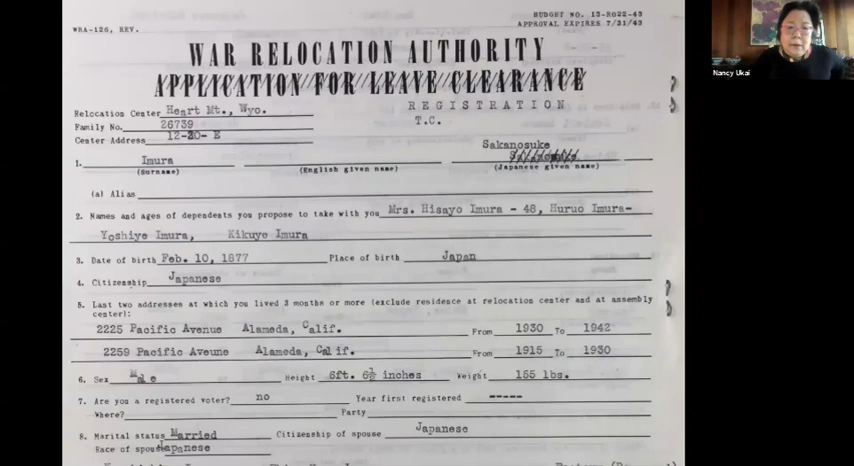 BUDGET NO. 13-R022-43
WRA-126, REV.
APPROVAL EXPIRES 7/31/43
WAR RELOCATION AUTHORITY
APPLICATION FOR LEAVE CLEARANCE
REGISTRATION
T.C.
Relocation Center Heart Mt., Wyo.
Family No. 26739
Center Address 12-20- E
Sakanosuke
1. Imura
(Surname) (English given name) (Japanese given name)
(a) Alias
2. Names and ages of dependents you propose to take with you Mrs. Hisayo Imura - 48, Huruo Imura-
Yoshiye Imura, Kikuye Imura
3. Date of birth Feb. 10, 1877 Place of birth Japan
4. Citizenship Japanese
5. Last two addresses at which you lived 3 months or more (exclude residence at relocation center and at assembly
center):
2225 Pacific Avenue Alameda, Calif. From 1930 To 1942
2259 Pacific Aveune Alameda, Calif. From 1915 To 1930
6. Sex Male Height 5ft. 6½ inches Weight 155 lbs.
7. Are you a registered voter? no Year first registered -----
Where? Party
8. Marital status Married Citizenship of spouse Japanese
Race of spouse Japanese
Nancy Ukai